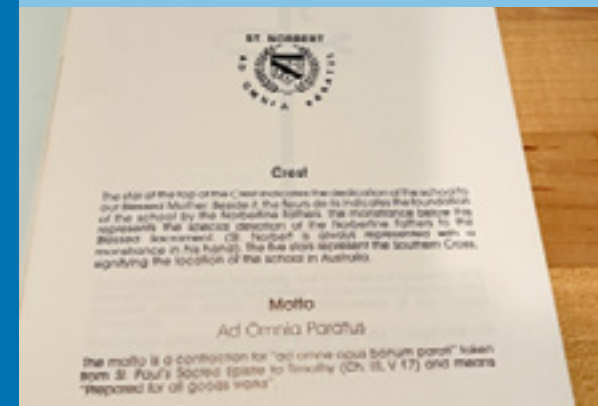 ST. NORBERT
AD OMNIA PARATUS
Crest
The star at the top of the Crest indicates the dedication of the school to
our Blessed Mother. Beside it the fleurs de lis indicates the foundation
of the school by the Norbertine Fathers. The monstrance below this
represents the special devotion of the Norbertine Fathers to the
Blessed Sacrament. (St. Norbert is always represented with a
monstrance in his hand). The five stars represent the Southern Cross,
signifying the location of the school in Australia.
Motto
Ad Omnia Paratus
The motto is a contraction for "ad omne opus bonum parati" taken
from St. Paul's Sacred Epistle to Timothy (Ch. III, V 17) and means
"Prepared for all goods works"